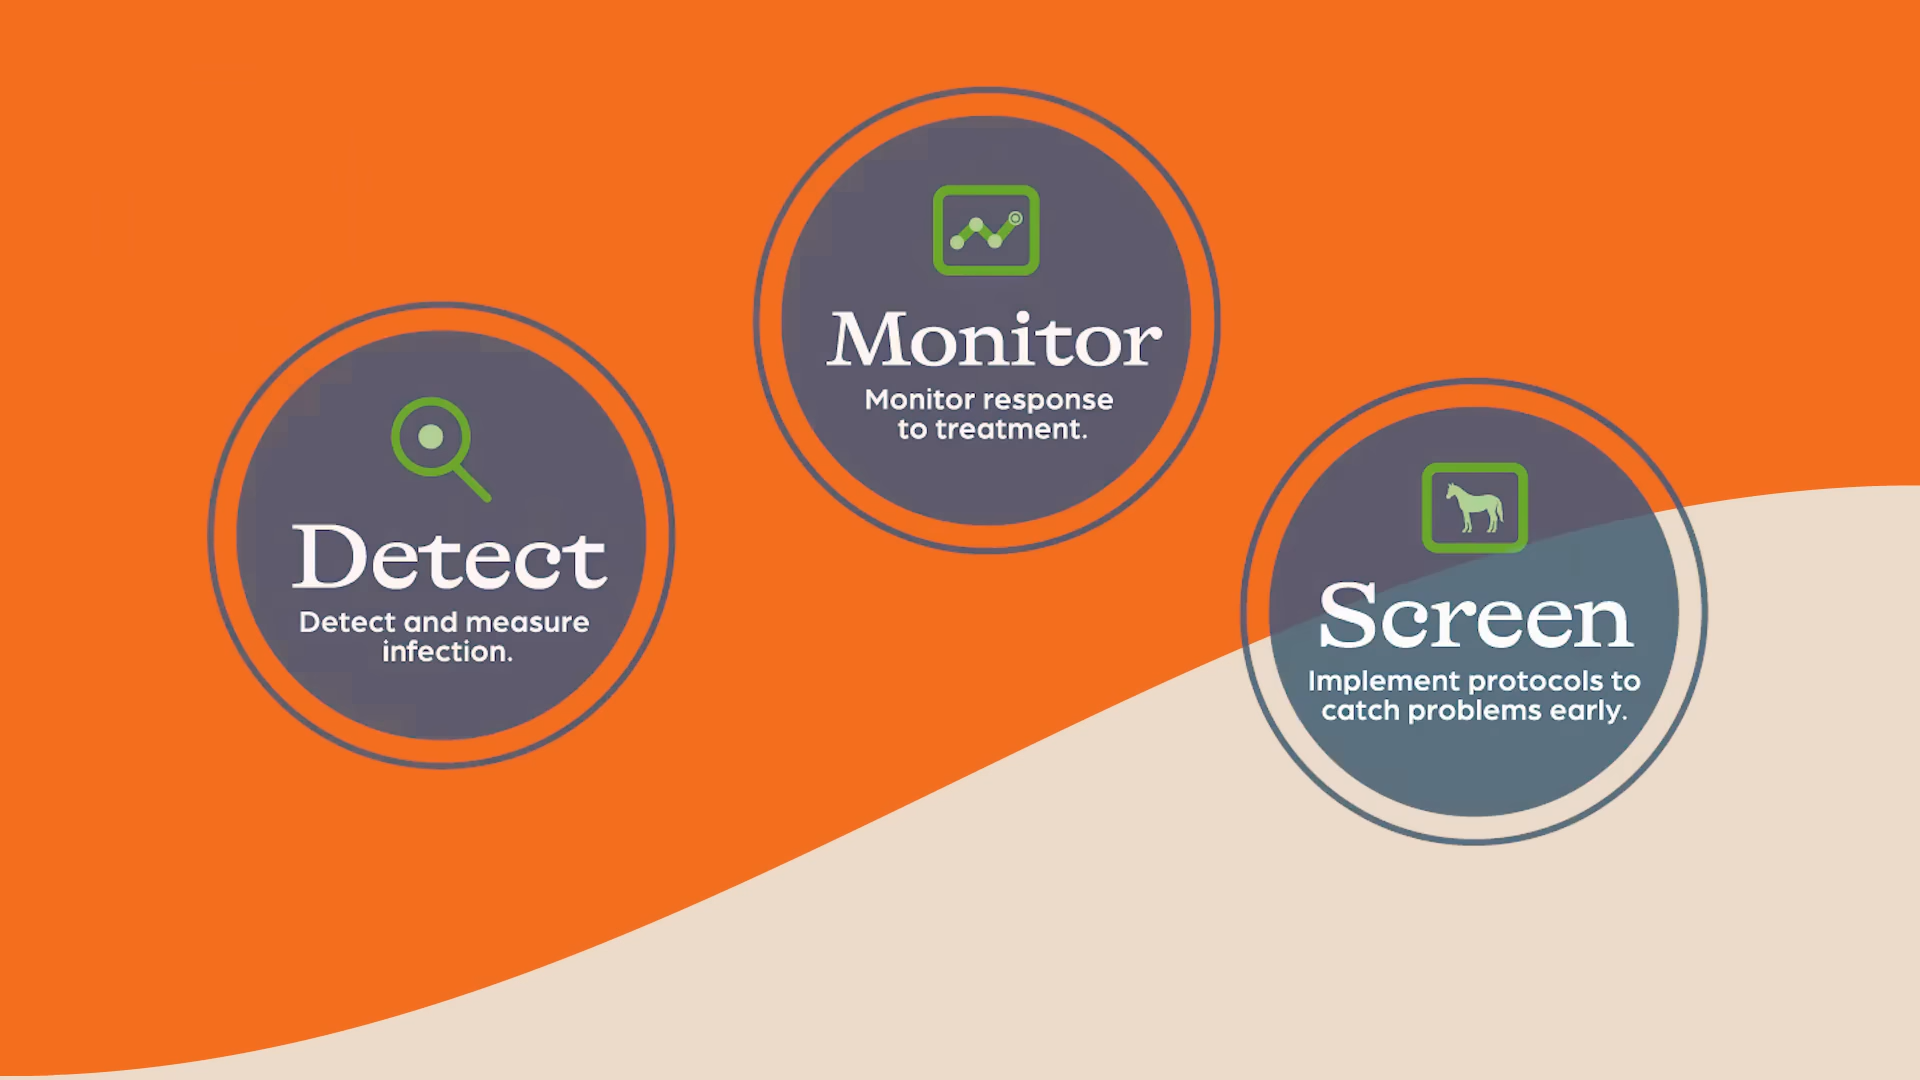 Detect
Detect and measure
infection.
Monitor
Monitor response
to treatment.
Screen
Implement protocols to
catch problems early.